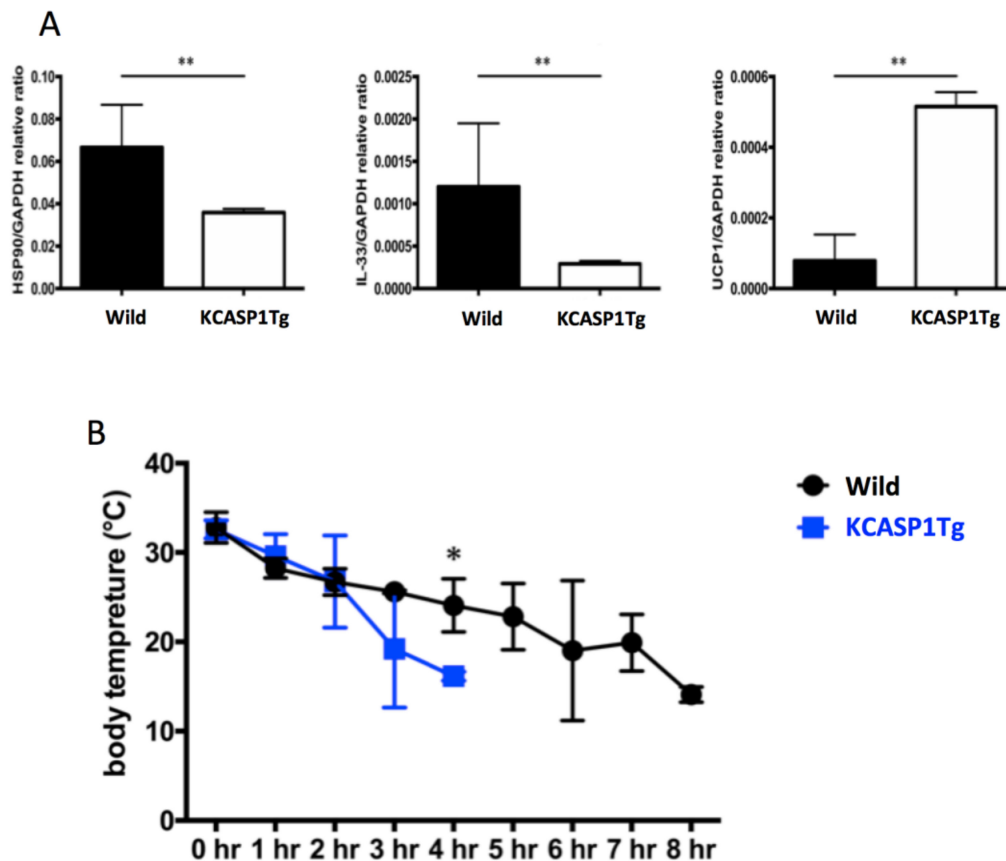 A
HSP90/GAPDH relative ratio
0.10
0.08
0.06
0.04
0.02
0.00
**
Wild KCASP1Tg
IL-33/GAPDH relative ratio
0.0025
0.0020
0.0015
0.0010
0.0005
0.0000
**
Wild KCASP1Tg
UCP1/GAPDH relative ratio
0.0006
0.0004
0.0002
0.0000
**
Wild KCASP1Tg
B
body tempreture (°C)
40
30
20
10
0
*
0 hr 1 hr 2 hr 3 hr 4 hr 5 hr 6 hr 7 hr 8 hr
Wild
KCASP1Tg